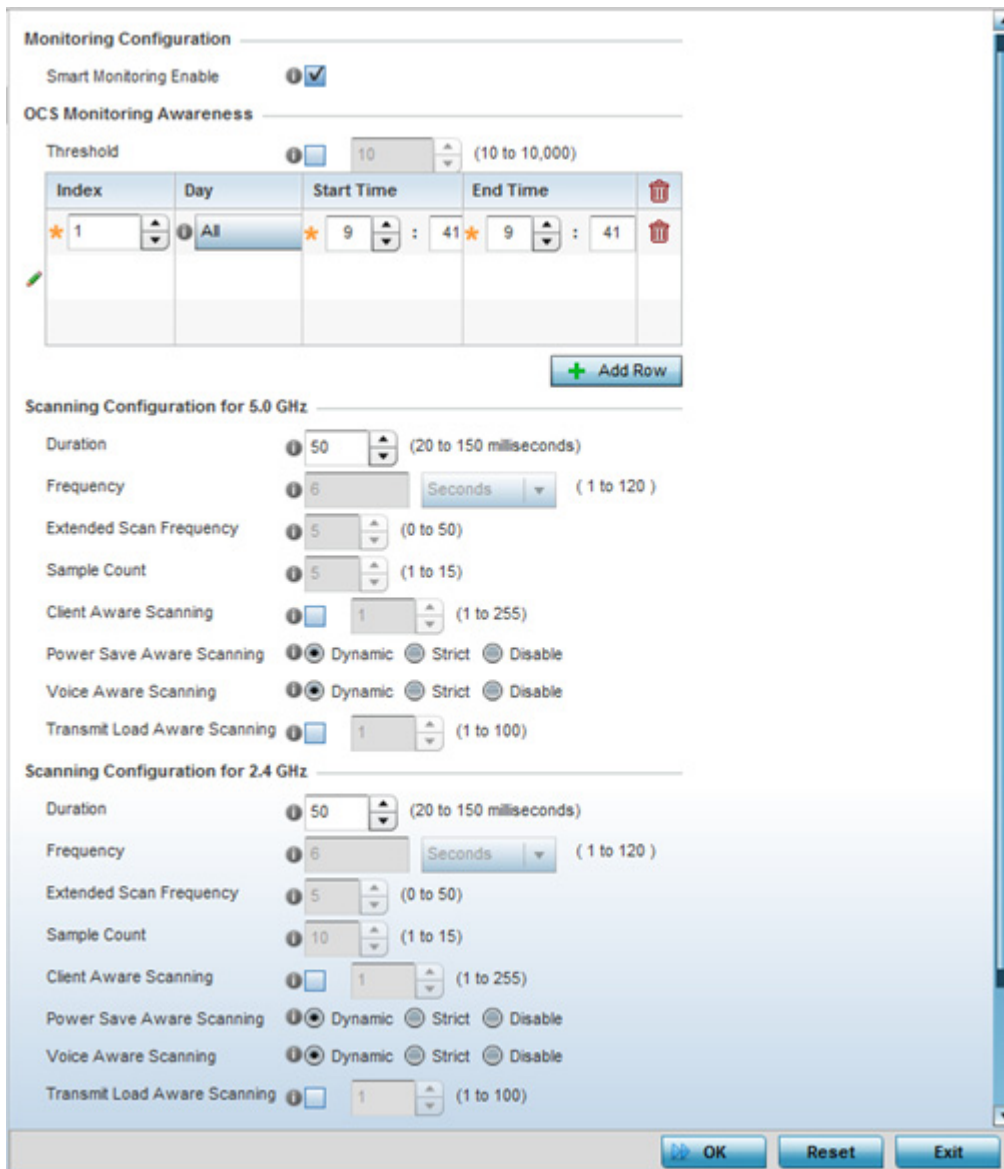 Monitoring Configuration
Smart Monitoring Enable
OCS Monitoring Awareness
Threshold 10 (10 to 10,000)
Index Day Start Time End Time
* 1 All * 9 : 41 * 9 : 41
Add Row
Scanning Configuration for 5.0 GHz
Duration 50 (20 to 150 milliseconds)
Frequency 6 Seconds ( 1 to 120 )
Extended Scan Frequency 5 (0 to 50)
Sample Count 5 (1 to 15)
Client Aware Scanning 1 (1 to 255)
Power Save Aware Scanning Dynamic Strict Disable
Voice Aware Scanning Dynamic Strict Disable
Transmit Load Aware Scanning 1 (1 to 100)
Scanning Configuration for 2.4 GHz
Duration 50 (20 to 150 milliseconds)
Frequency 6 Seconds ( 1 to 120 )
Extended Scan Frequency 5 (0 to 50)
Sample Count 10 (1 to 15)
Client Aware Scanning 1 (1 to 255)
Power Save Aware Scanning Dynamic Strict Disable
Voice Aware Scanning Dynamic Strict Disable
Transmit Load Aware Scanning 1 (1 to 100)
OK Reset Exit